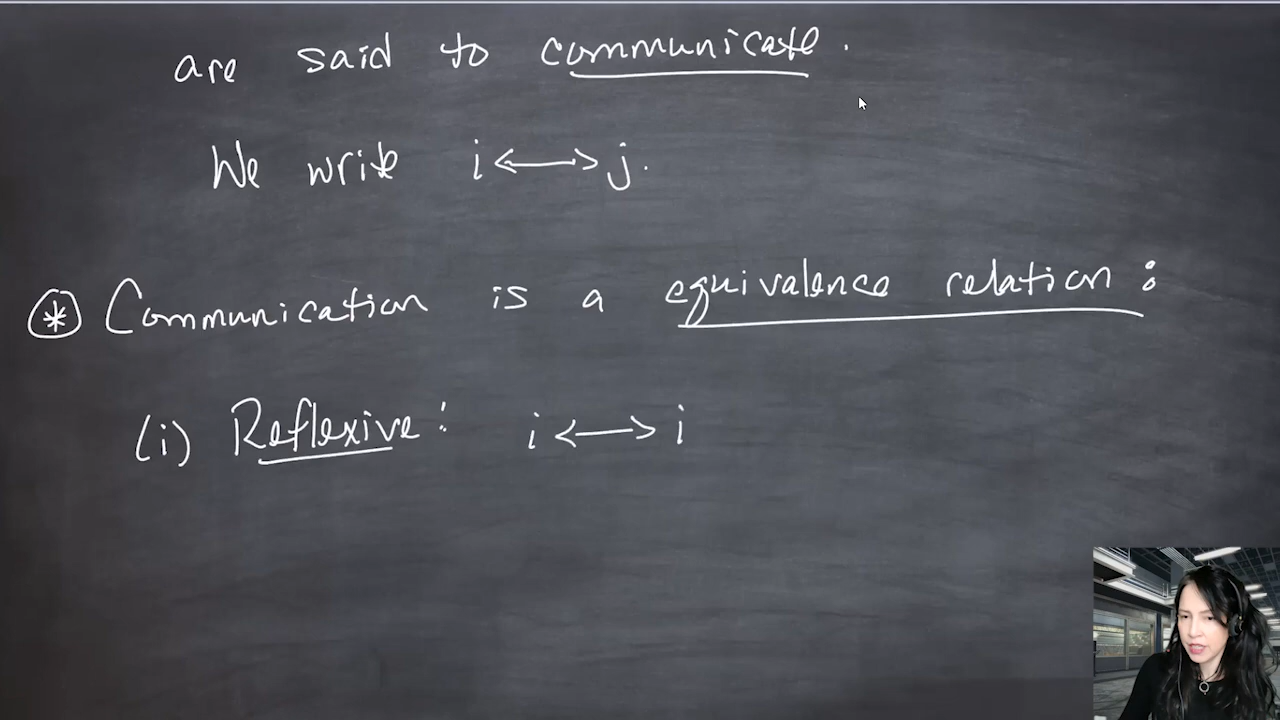 are said to communicate.
We write i <—> j.
(*) Communication is a equivalence relation:
(i) Reflexive: i <—> i